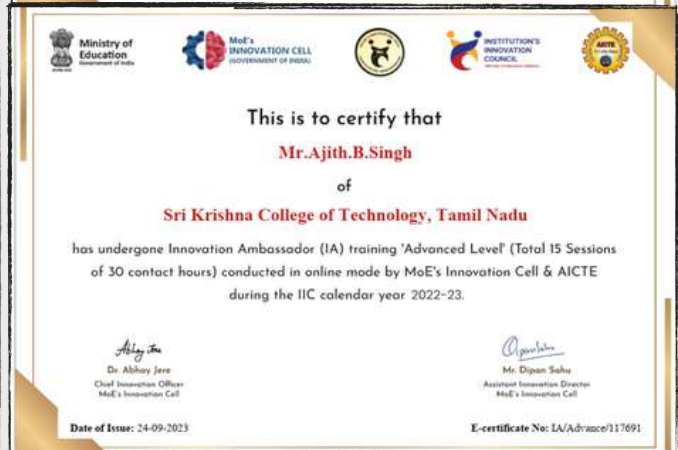 Ministry of
Education
Government of India
MoE's
INNOVATION CELL
(GOVERNMENT OF INDIA)
INSTITUTION'S
INNOVATION
COUNCIL
AICTE
This is to certify that
Mr.Ajith.B.Singh
of
Sri Krishna College of Technology, Tamil Nadu
has undergone Innovation Ambassador (IA) training 'Advanced Level' (Total 15 Sessions
of 30 contact hours) conducted in online mode by MoE's Innovation Cell & AICTE
during the IIC calendar year 2022-23.
Abhay Jere
Dr. Abhay Jere
Mr. Dipan Sahu
Chief Innovation Officer
Assistant Innovation Director
MoE's Innovation Cell
MoE's Innovation Cell
Date of Issue: 24-09-2023
E-certificate No: IA/Advance/117691